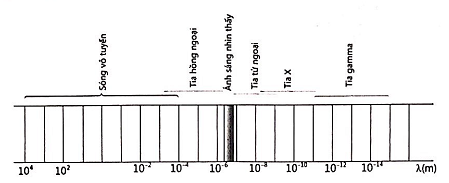 Sóng vô tuyến
Tia hồng ngoại
Ánh sáng nhìn thấy
Tia tử ngoại
Tia X
Tia gamma
10⁴ 10² 10⁻² 10⁻⁴ 10⁻⁶ 10⁻⁸ 10⁻¹⁰ 10⁻¹² 10⁻¹⁴ λ(m)